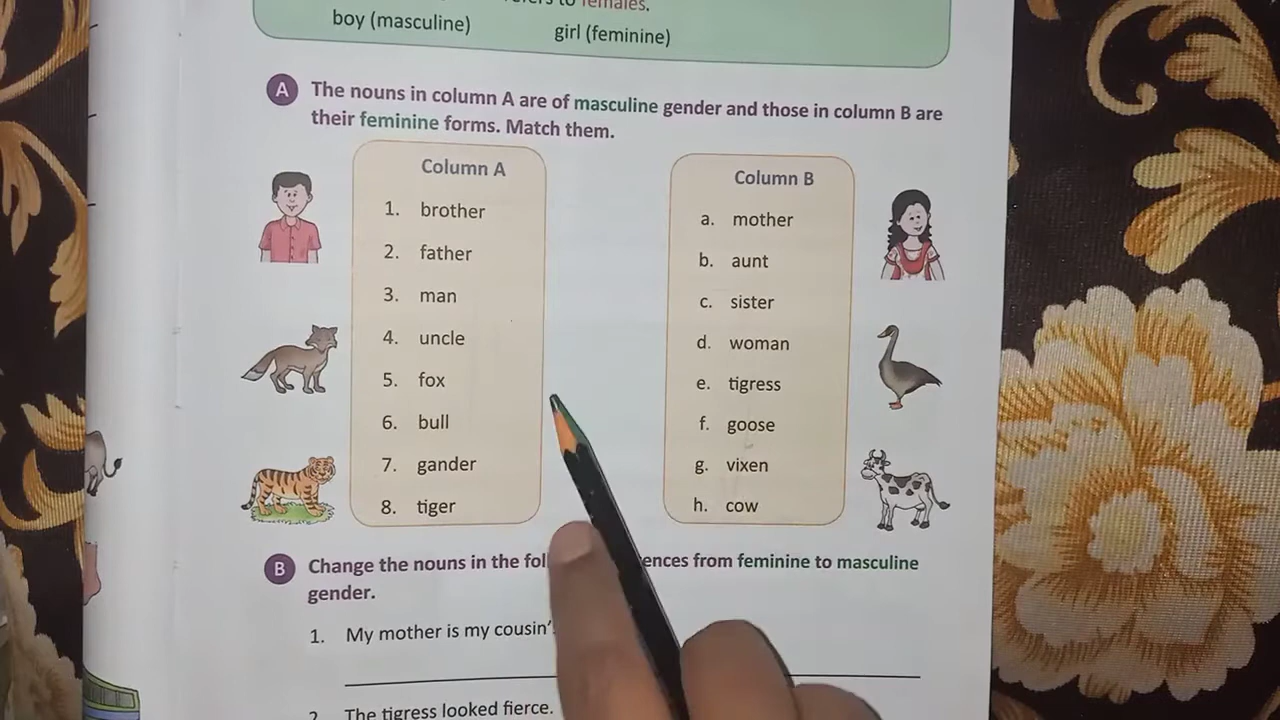 females.
boy (masculine) girl (feminine)
A The nouns in column A are of masculine gender and those in column B are
their feminine forms. Match them.
Column A
1. brother
2. father
3. man
4. uncle
5. fox
6. bull
7. gander
8. tiger
Column B
a. mother
b. aunt
c. sister
d. woman
e. tigress
f. goose
g. vixen
h. cow
B Change the nouns in the ences from feminine to masculine
gender.
1. My mother is my cousin'
2. The tigress looked fierce.